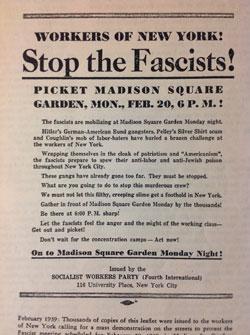 WORKERS OF NEW YORK!
Stop the Fascists!
PICKET MADISON SQUARE
GARDEN, MON., FEB. 20, 6 P. M. !
The fascists are mobilizing at Madison Square Garden Monday night.
Hitler's German-American Bund gangsters, Pelley's Silver Shirt scum
and Coughlin's mob of labor-haters have hurled a brazen challenge at the
workers of New York.
Wrapping themselves in the cloak of patriotism and "Americanism",
the fascists prepare to spew their anti-labor and anti-Jewish poison
throughout New York City.
These gangs have already gone too far. They must be stopped.
What are you going to do to stop this murderous crew?
We must not let this filthy, creeping slime get a foothold in New York.
Gather in front of Madison Square Garden by the thousands!
Be there at 6:00 P. M. sharp!
Let the fascists feel the anger and the might of the working class—
Get out and picket!
Don't wait for the concentration camps — Act now!
On to Madison Square Garden Monday Night!
Issued by the
SOCIALIST WORKERS PARTY (Fourth International)
116 University Place, New York City
February 1939: Thousands of copies of this leaflet were issued to the workers
of New York calling for a mass demonstration on the streets to protest the